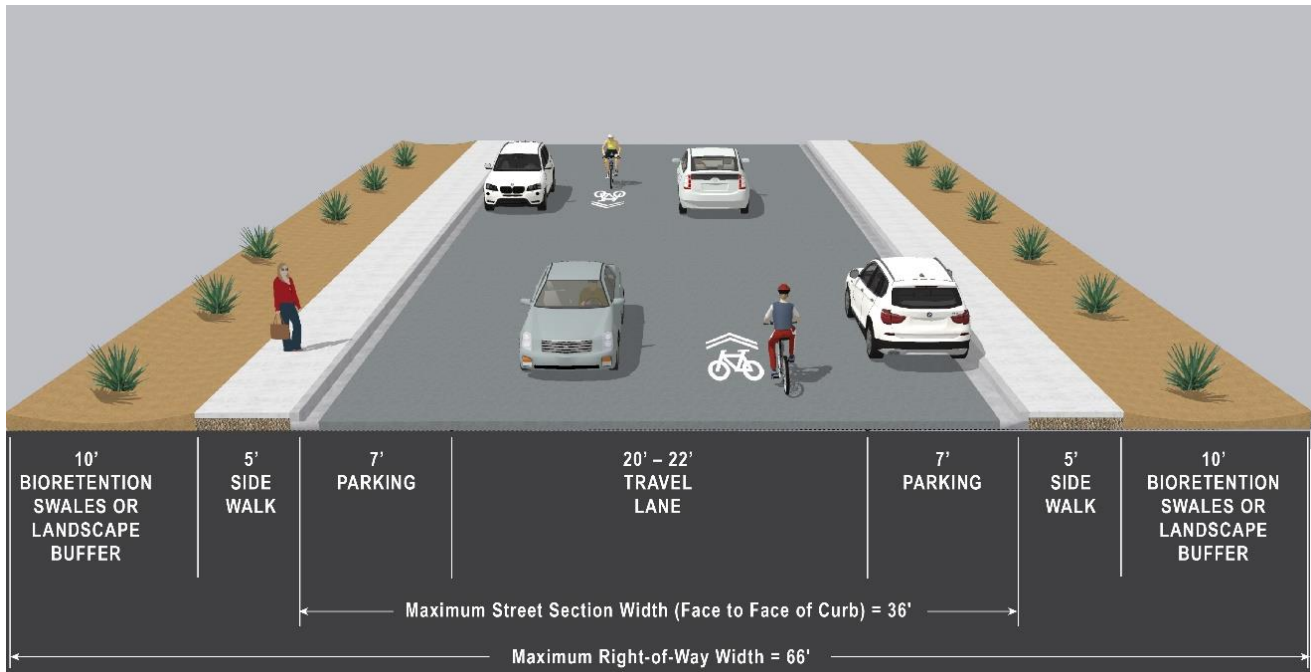 10’
BIORETENTION
SWALES OR
LANDSCAPE
BUFFER
5’
SIDE
WALK
7’
PARKING
20’ – 22’
TRAVEL
LANE
7’
PARKING
5’
SIDE
WALK
10’
BIORETENTION
SWALES OR
LANDSCAPE
BUFFER
Maximum Street Section Width (Face to Face of Curb) = 36'
Maximum Right-of-Way Width = 66'